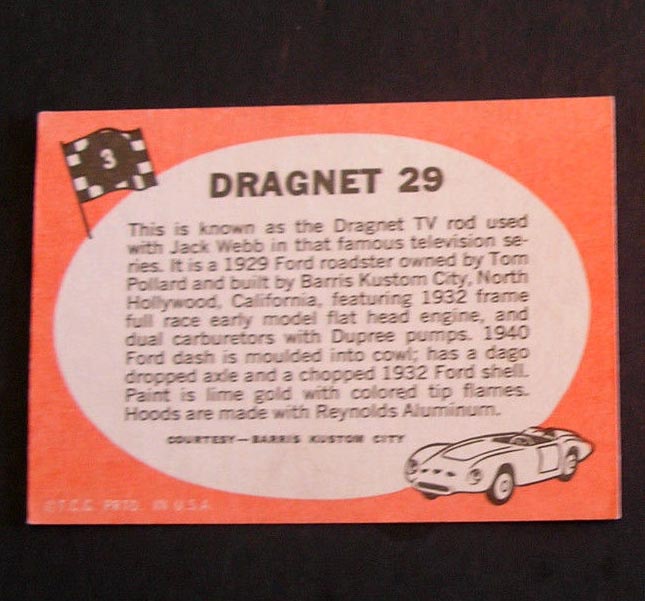 3
DRAGNET 29
This is known as the Dragnet TV rod used
with Jack Webb in that famous television se-
ries. It is a 1929 Ford roadster owned by Tom
Pollard and built by Barris Kustom City, North
Hollywood, California, featuring 1932 frame
full race early model flat head engine, and
dual carburetors with Dupree pumps. 1940
Ford dash is moulded into cowl; has a dago
dropped axle and a chopped 1932 Ford shell.
Paint is lime gold with colored tip flames.
Hoods are made with Reynolds Aluminum.
COURTESY—BARRIS KUSTOM CITY
©T.C.G. PRTD. IN U.S.A.